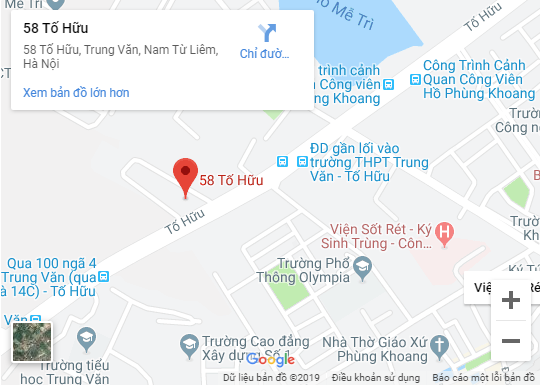 Mễ Trì
hồ Mễ Trì
58 Tố Hữu
58 Tố Hữu, Trung Văn, Nam Từ Liêm,
Hà Nội
Chỉ đườ...
Xem bản đồ lớn hơn
trình cảnh
n Công viên
g Khoang
Công Trình Cảnh
Quan Công Viên
Hồ Phùng Khoang
Trường
Công ng
ĐD gần lối vào
trường THPT Trung
Văn - Tố Hữu
58 Tố Hữu
Tố Hữu
Viện Sốt Rét - Ký
Sinh Trùng - Côn...
Qua 100 ngã 4
Trung Văn (qua
à 14C) - Tố Hữu
Trường Phổ
Thông Olympia
Ký T
Việ
Ré
Văn
+
−
Trường Cao đẳng
Xây dựng Số 1
Nhà Thờ Giáo Xứ
Phùng Khoang
Trường tiểu
học Trung Văn
Google
Dữ liệu bản đồ ©2019
Điều khoản sử dụng
Báo cáo một lỗi bản đồ